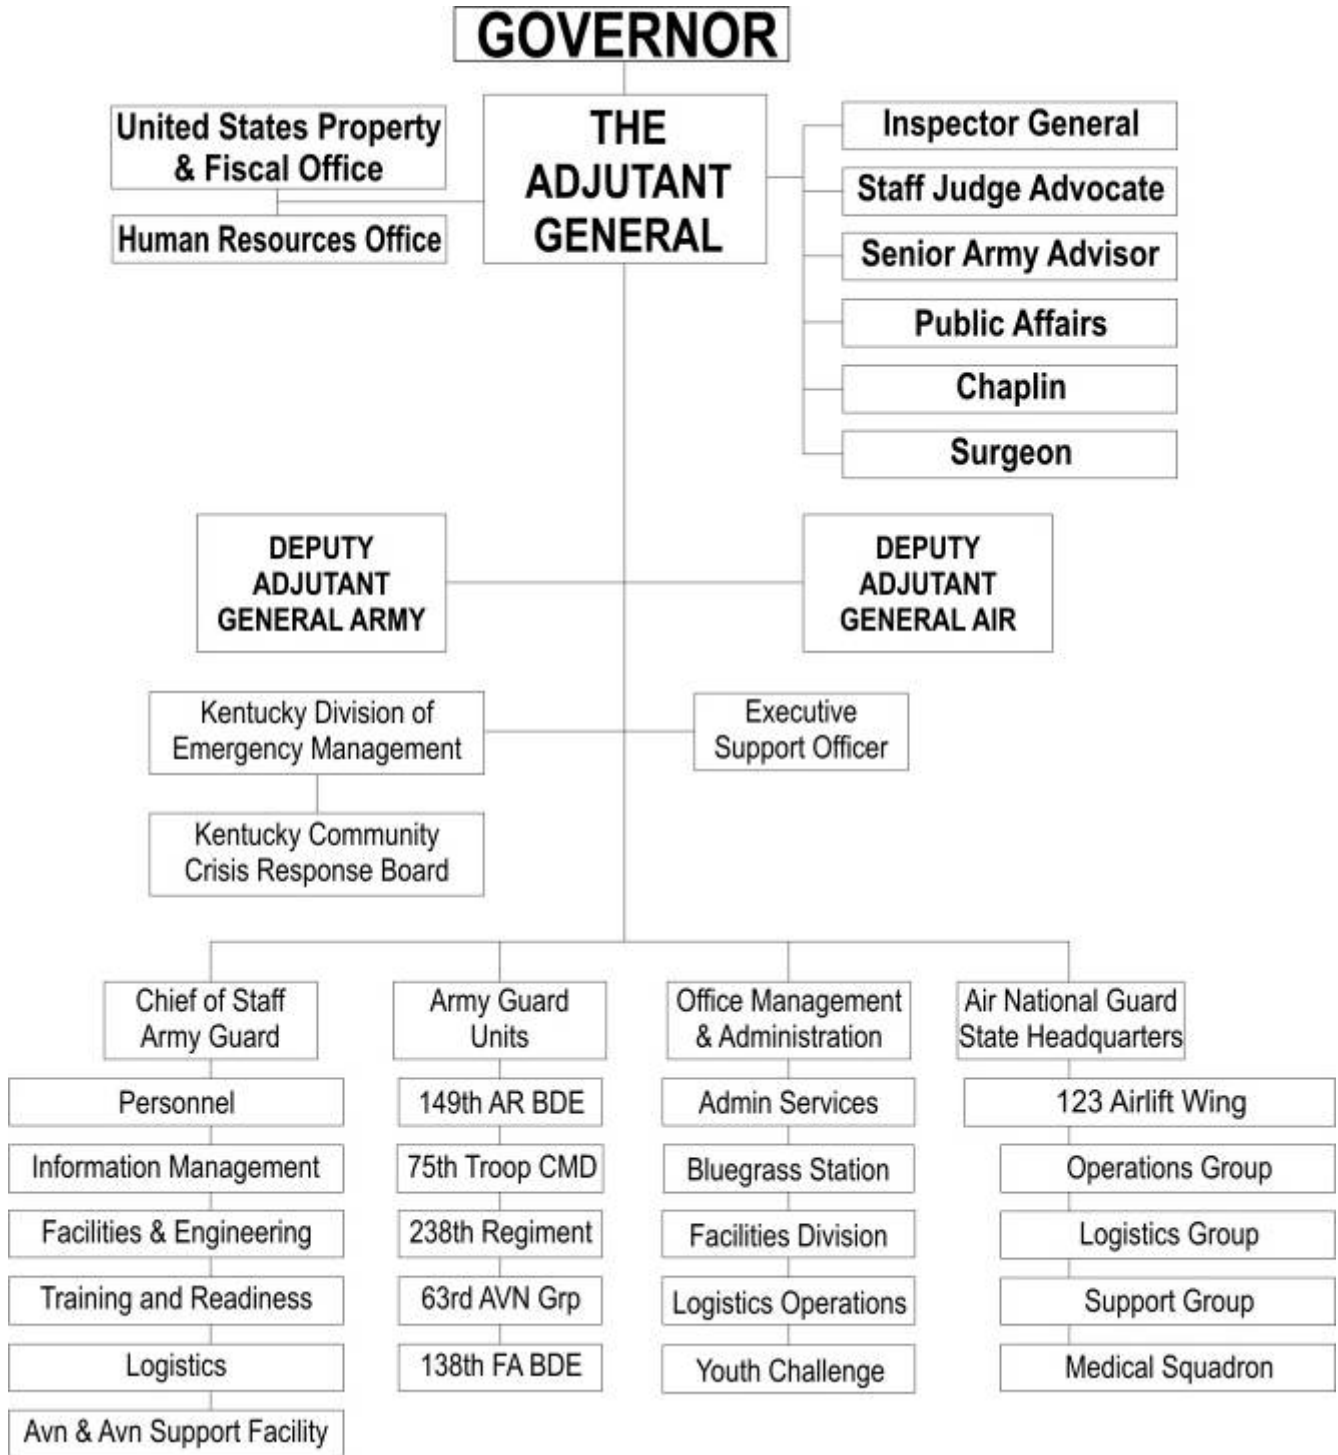 GOVERNOR
United States Property
& Fiscal Office
Human Resources Office
THE
ADJUTANT
GENERAL
Inspector General
Staff Judge Advocate
Senior Army Advisor
Public Affairs
Chaplin
Surgeon
DEPUTY
ADJUTANT
GENERAL ARMY
DEPUTY
ADJUTANT
GENERAL AIR
Kentucky Division of
Emergency Management
Executive
Support Officer
Kentucky Community
Crisis Response Board
Chief of Staff
Army Guard
Personnel
Information Management
Facilities & Engineering
Training and Readiness
Logistics
Avn & Avn Support Facility
Army Guard
Units
149th AR BDE
75th Troop CMD
238th Regiment
63rd AVN Grp
138th FA BDE
Office Management
& Administration
Admin Services
Bluegrass Station
Facilities Division
Logistics Operations
Youth Challenge
Air National Guard
State Headquarters
123 Airlift Wing
Operations Group
Logistics Group
Support Group
Medical Squadron